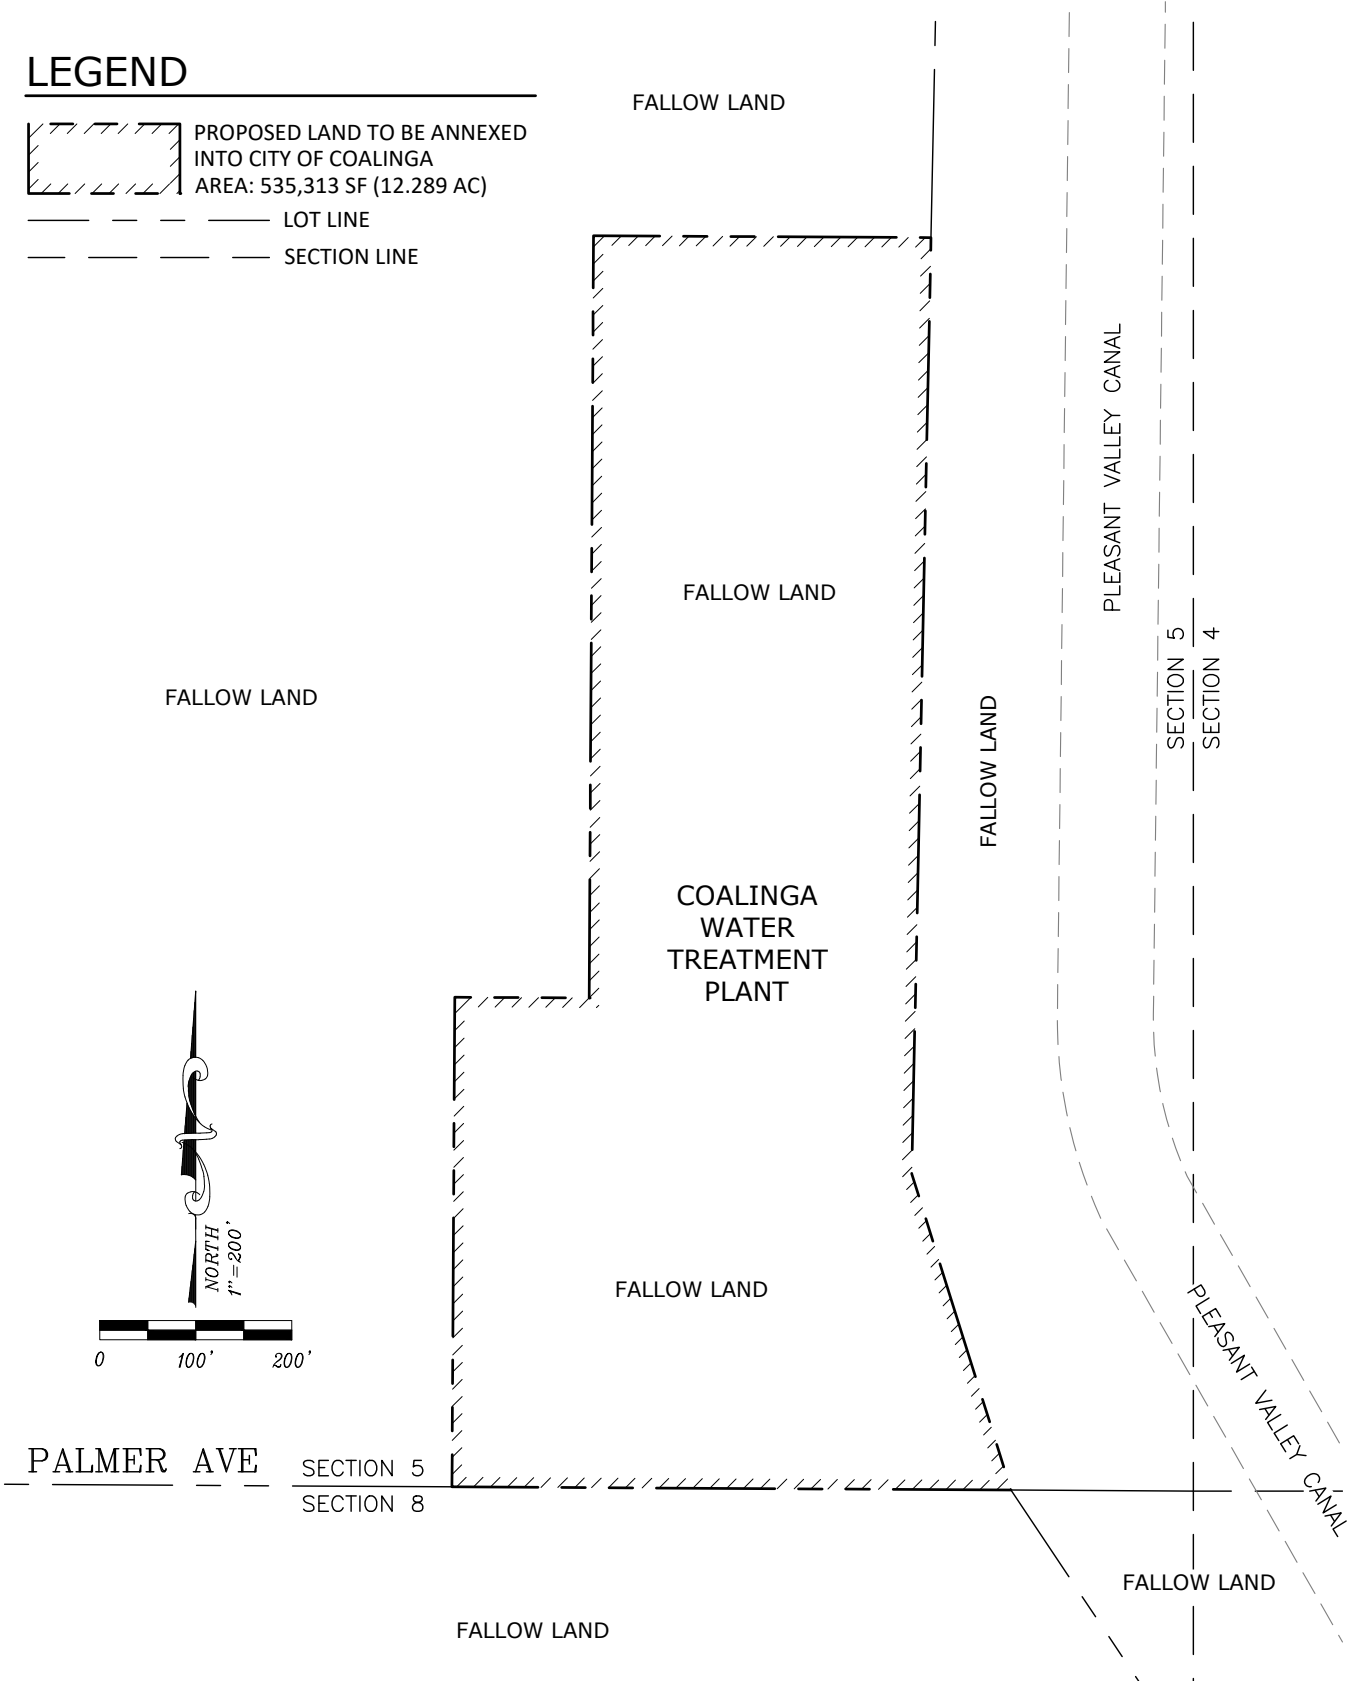 LEGEND
PROPOSED LAND TO BE ANNEXED
INTO CITY OF COALINGA
AREA: 535,313 SF (12.289 AC)
LOT LINE
SECTION LINE
FALLOW LAND
PLEASANT VALLEY CANAL
FALLOW LAND
SECTION 5
SECTION 4
FALLOW LAND
FALLOW LAND
COALINGA
WATER
TREATMENT
PLANT
NORTH
1"=200'
0 100' 200'
FALLOW LAND
PLEASANT VALLEY CANAL
PALMER AVE
SECTION 5
SECTION 8
FALLOW LAND
FALLOW LAND